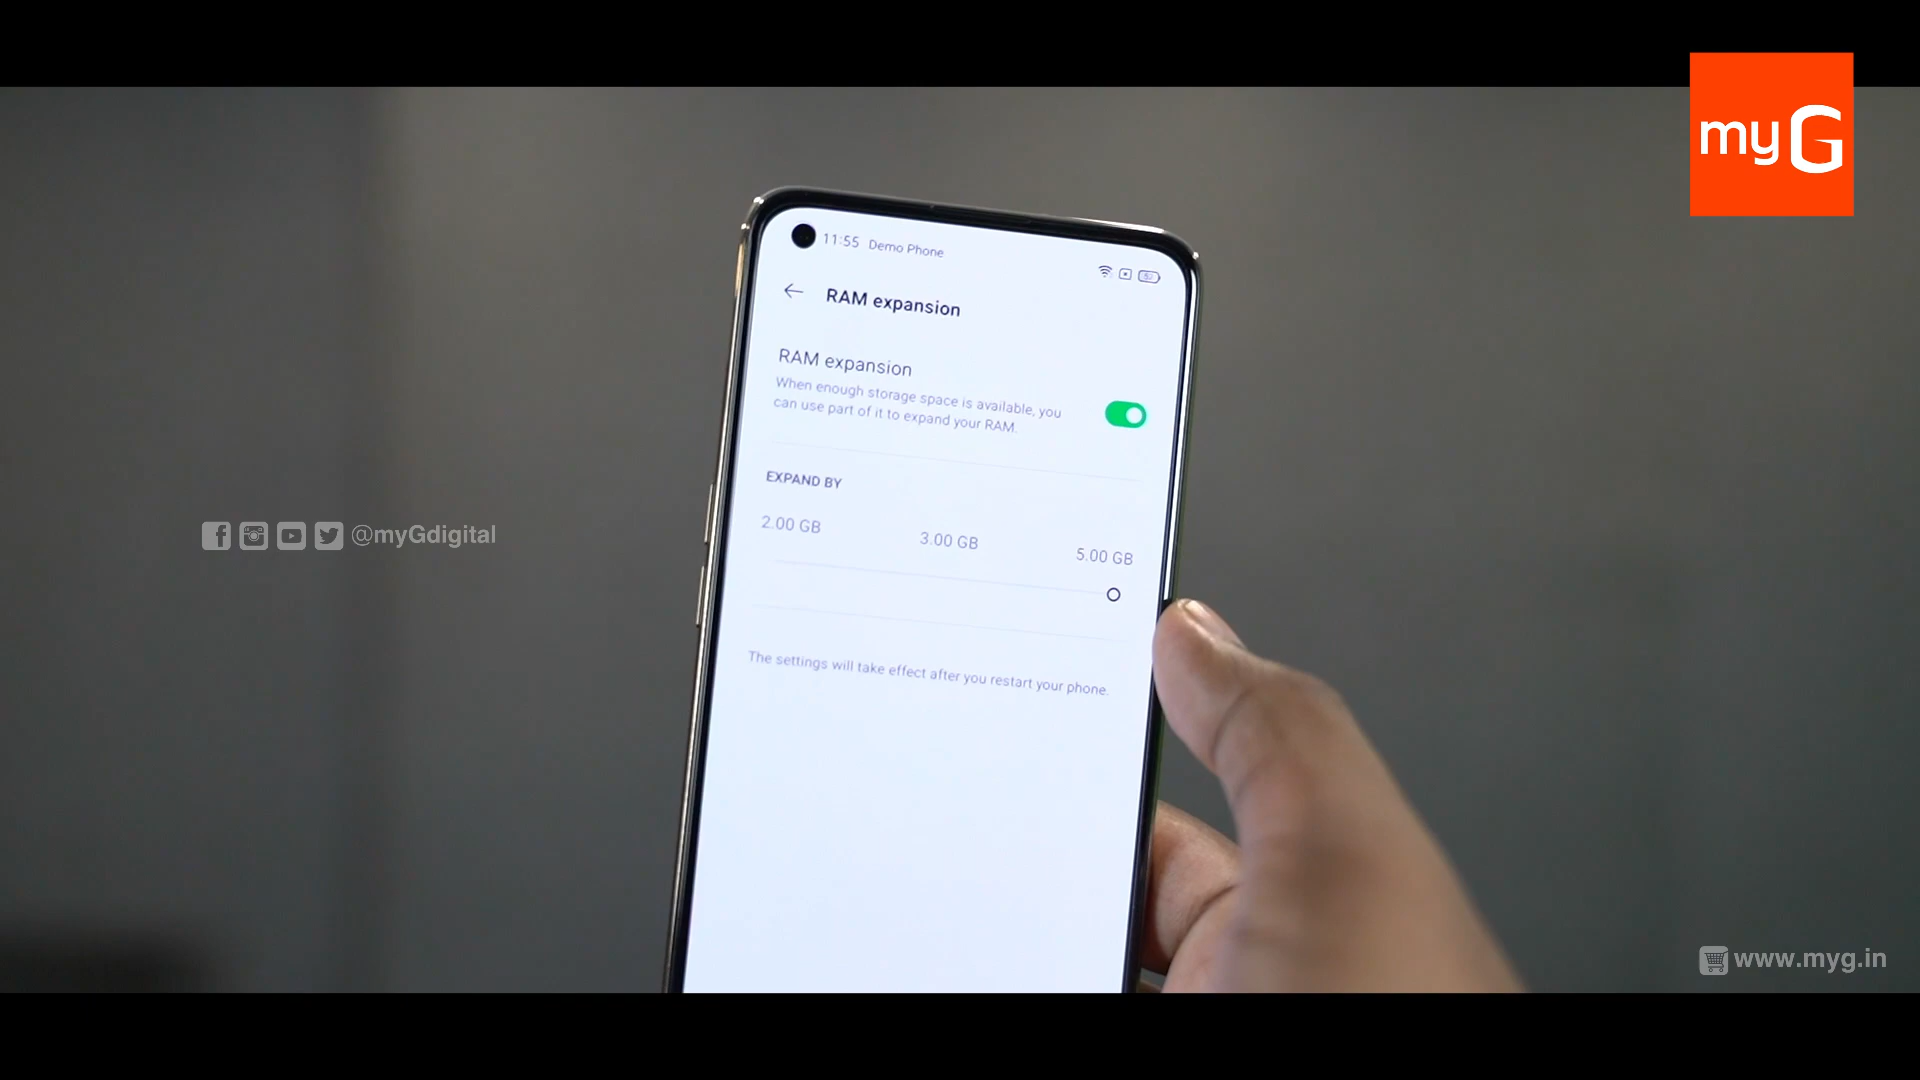 myG
11:55 Demo Phone
RAM expansion
RAM expansion
When enough storage space is available, you
can use part of it to expand your RAM.
EXPAND BY
2.00 GB 3.00 GB 5.00 GB
The settings will take effect after you restart your phone.
@myGdigital
www.myg.in